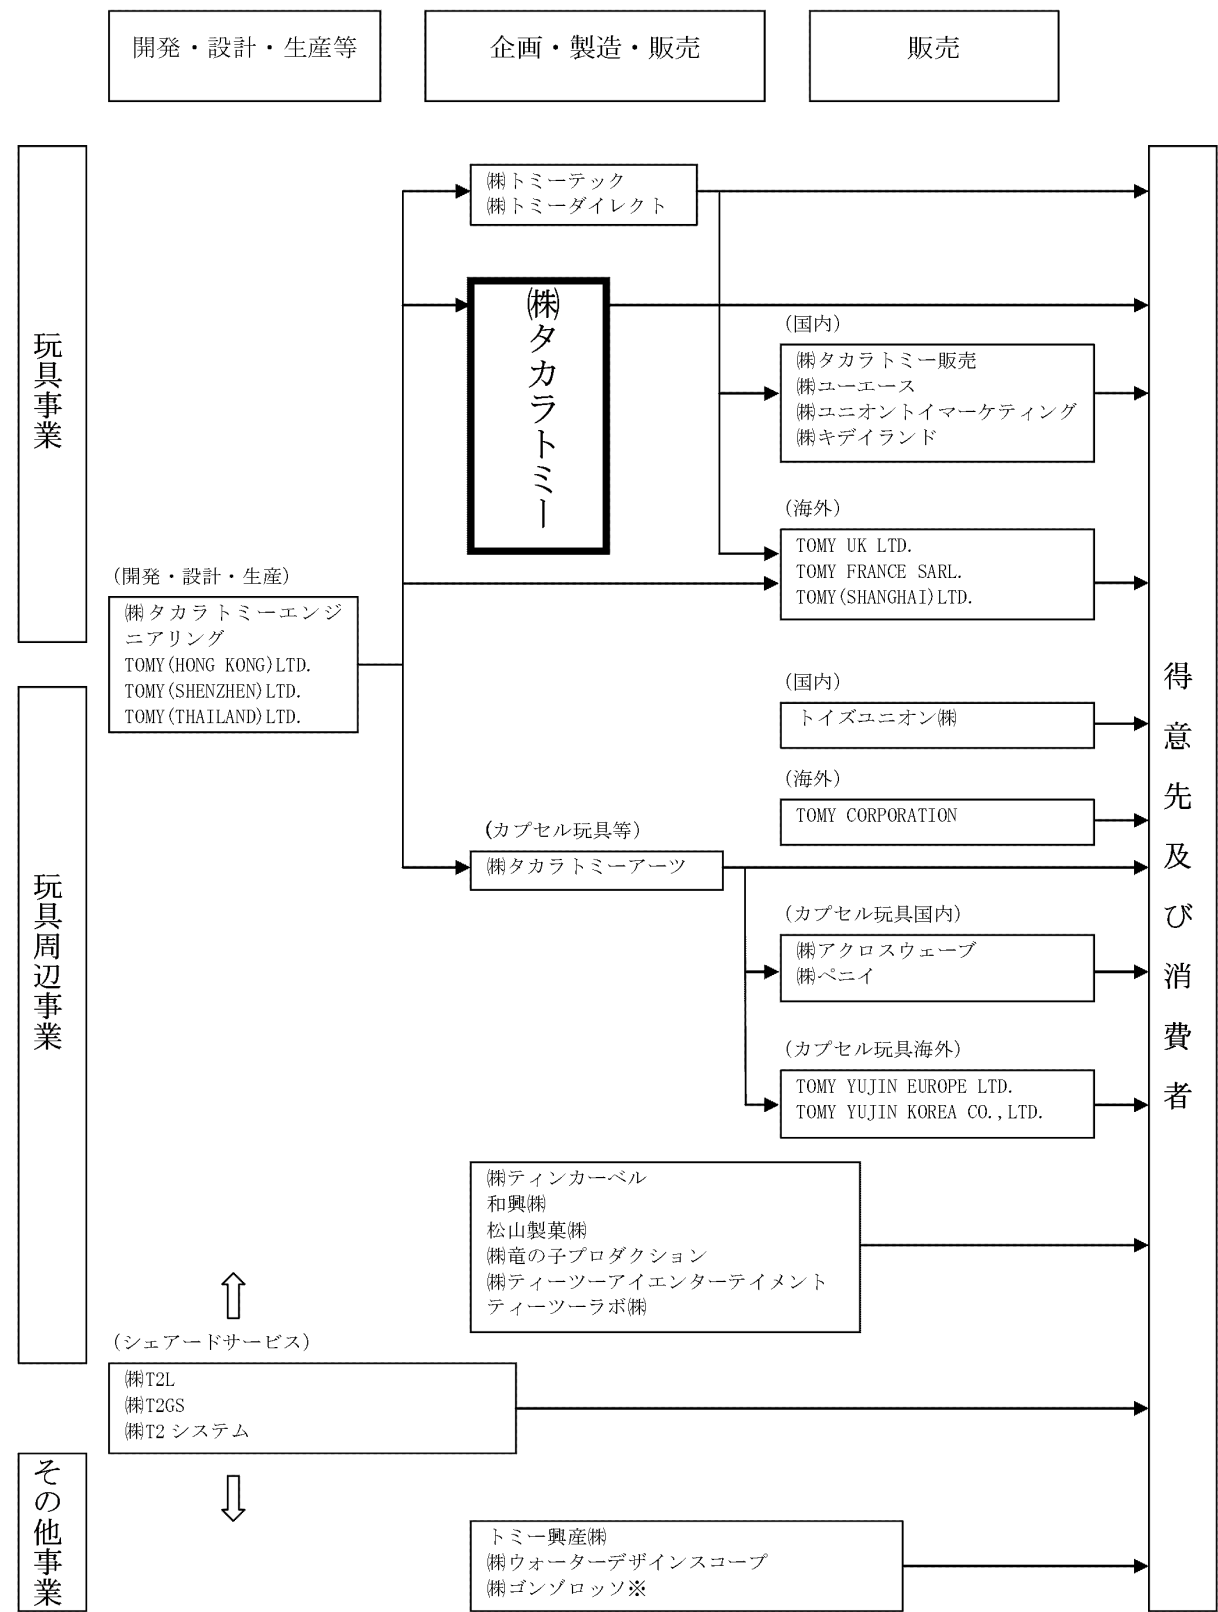 開発・設計・生産等
企画・製造・販売
販売
玩具事業
㈱トミーテック
㈱トミーダイレクト
㈱タカラトミー
(国内)
㈱タカラトミー販売
㈱ユーエース
㈱ユニオントイマーケティング
㈱キデイランド
(海外)
TOMY UK LTD.
TOMY FRANCE SARL.
TOMY(SHANGHAI)LTD.
(開発・設計・生産)
㈱タカラトミーエンジ
ニアリング
TOMY(HONG KONG)LTD.
TOMY(SHENZHEN)LTD.
TOMY(THAILAND)LTD.
玩具周辺事業
(国内)
トイズユニオン㈱
(海外)
TOMY CORPORATION
(カプセル玩具等)
㈱タカラトミーアーツ
(カプセル玩具国内)
㈱アクロスウェーブ
㈱ペニイ
(カプセル玩具海外)
TOMY YUJIN EUROPE LTD.
TOMY YUJIN KOREA CO.,LTD.
㈱ティンカーベル
和興㈱
松山製菓㈱
㈱竜の子プロダクション
㈱ティーツーアイエンターテイメント
ティーツーラボ㈱
(シェアードサービス)
㈱T2L
㈱T2GS
㈱T2システム
その他事業
トミー興産㈱
㈱ウォーターデザインスコープ
㈱ゴンゾロッソ※
得意先及び消費者